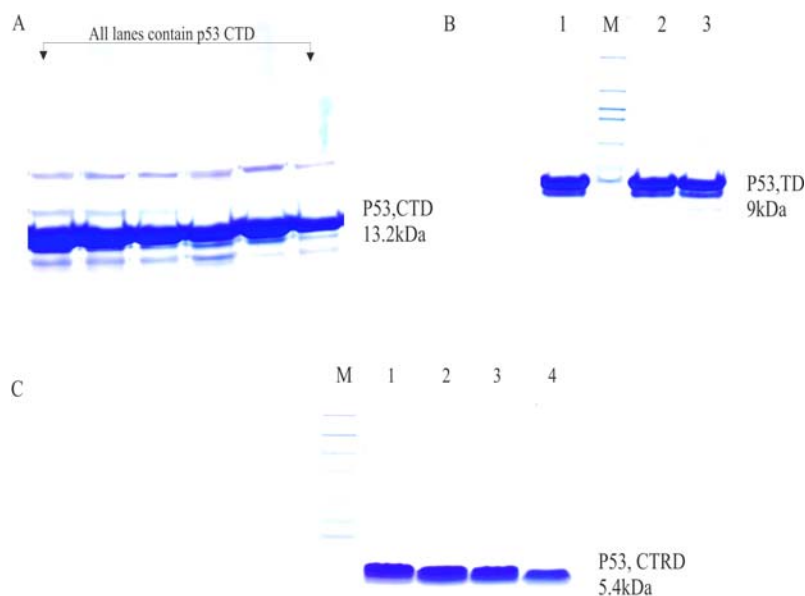 A
All lanes contain p53 CTD
P53,CTD
13.2kDa
B
1 M 2 3
P53,TD
9kDa
C
M 1 2 3 4
P53, CTRD
5.4kDa